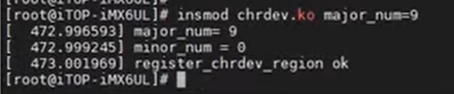 [root@iTOP-iMX6UL]# insmod chrdev.ko major_num=9
[  472.996593] major_num= 9
[  472.999245] minor_num = 0
[  473.001969] register_chrdev_region ok
[root@iTOP-iMX6UL]#